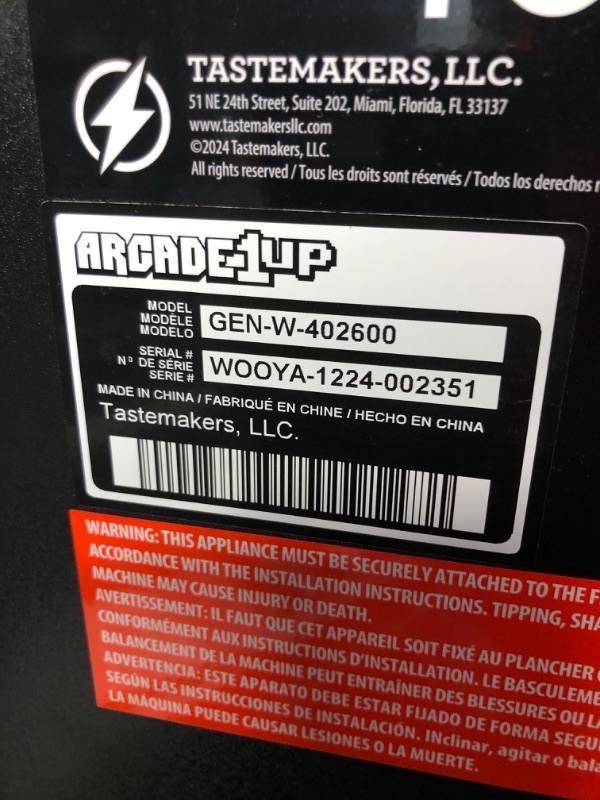 TASTEMAKERS, LLC.
51 NE 24th Street, Suite 202, Miami, Florida, FL 33137
www.tastemakersllc.com
©2024 Tastemakers, LLC.
All rights reserved / Tous les droits sont réservés / Todos los derechos
ARCADE1UP
MODEL
MODÈLE
MODELO
GEN-W-402600
SERIAL #
N° DE SÉRIE
SERIE #
WOOYA-1224-002351
MADE IN CHINA / FABRIQUÉ EN CHINE / HECHO EN CHINA
Tastemakers, LLC.
WARNING: THIS APPLIANCE MUST BE SECURELY ATTACHED TO THE
ACCORDANCE WITH THE INSTALLATION INSTRUCTIONS. TIPPING,
MACHINE MAY CAUSE INJURY OR DEATH.
AVERTISSEMENT: IL FAUT QUE CET APPAREIL SOIT FIXÉ AU PLANCHER
CONFORMÉMENT AUX INSTRUCTIONS D'INSTALLATION. LE
BALANCEMENT DE LA MACHINE PEUT ENTRAÎNER DES BLESSURES OU
ADVERTENCIA: ESTE APARATO DEBE ESTAR FIJADO DE FORMA
SEGÚN LAS INSTRUCCIONES DE INSTALACIÓN. INclinar, agitar o
LA MÁQUINA PUEDE CAUSAR LESIONES O LA MUERTE.